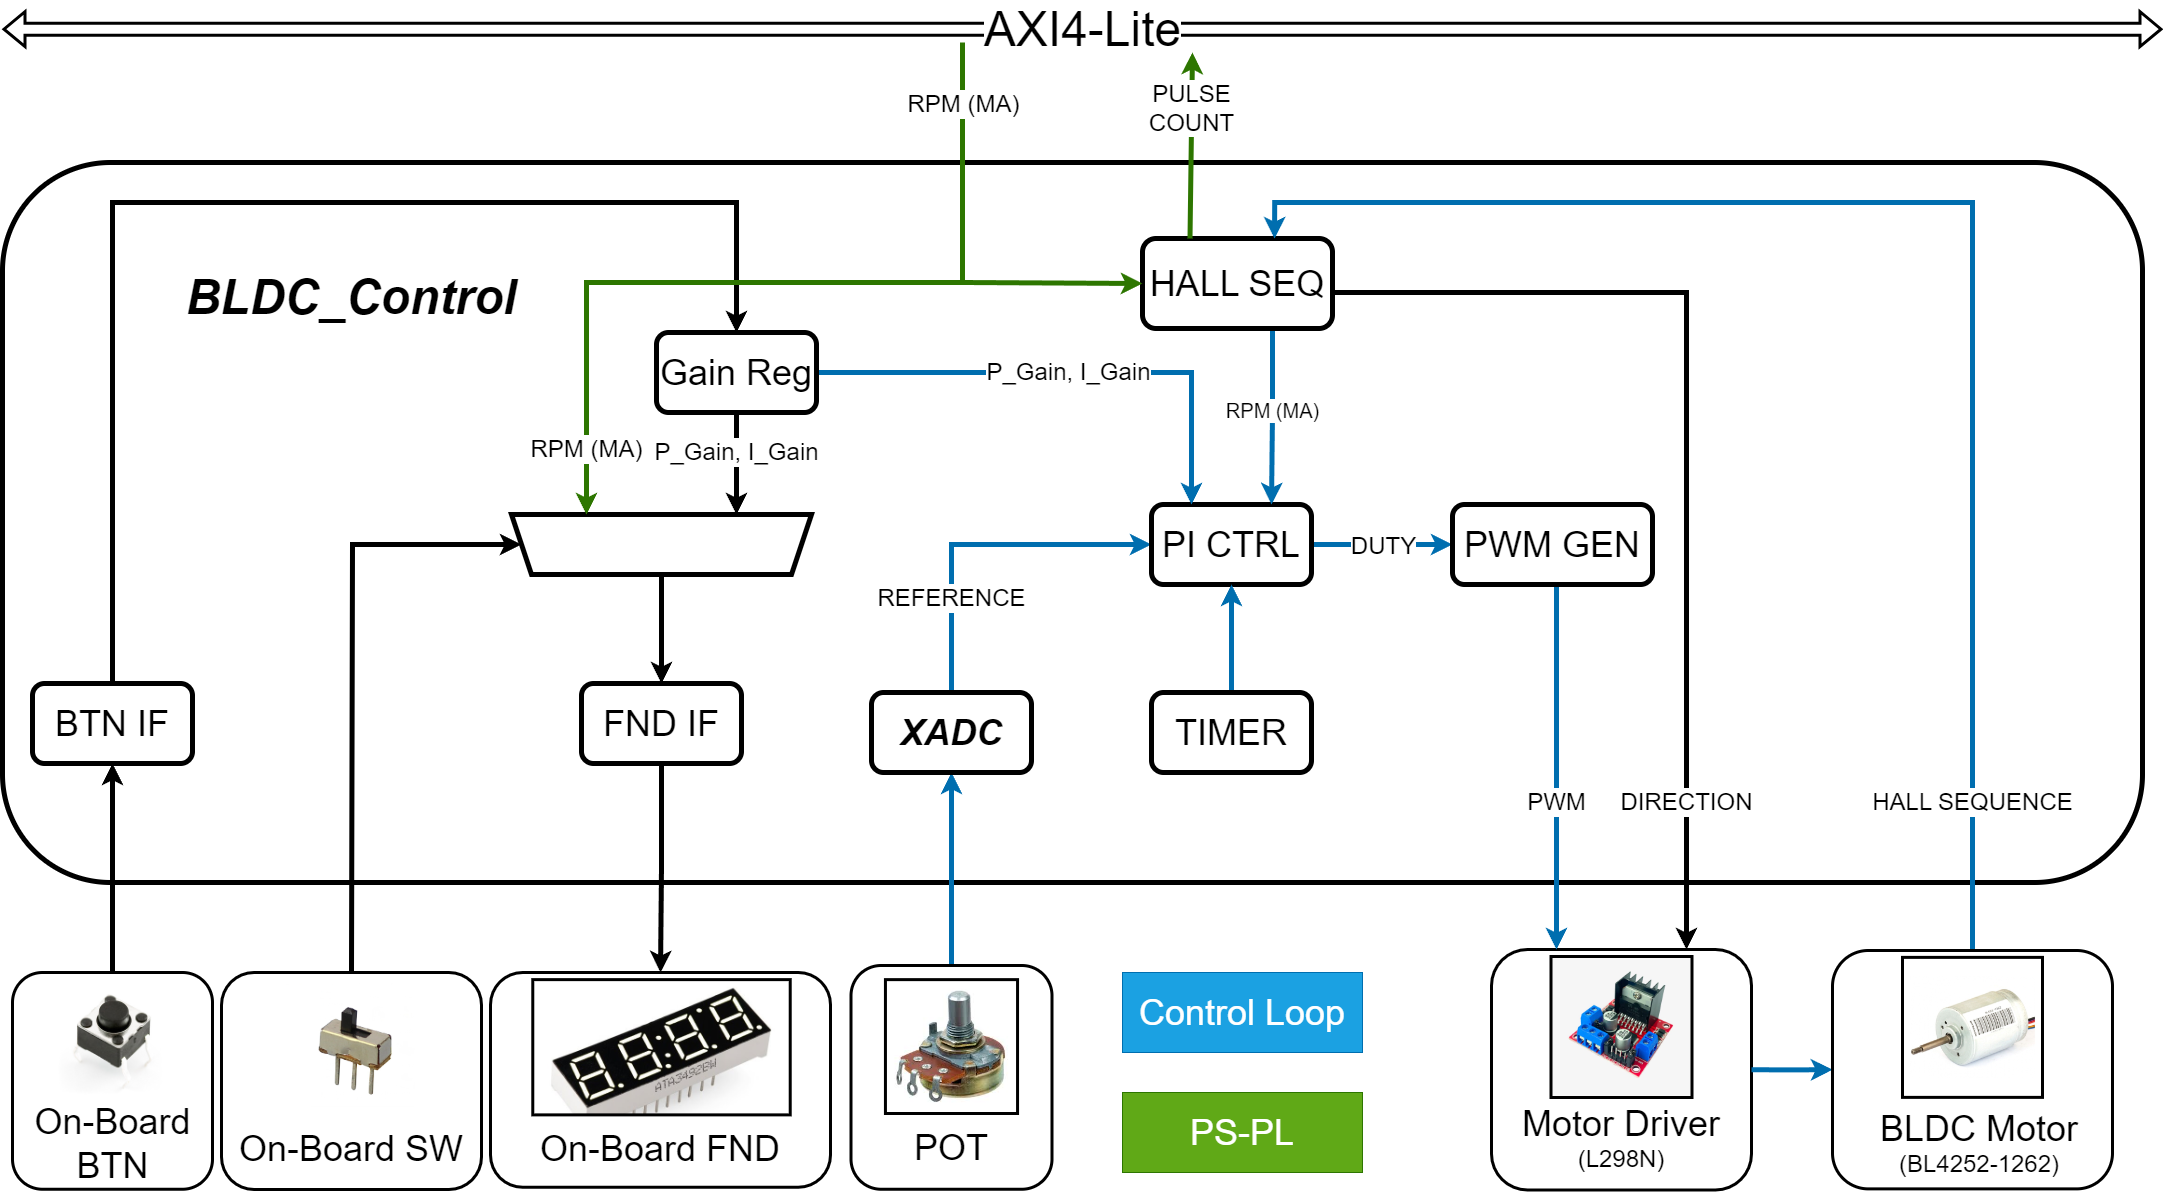 AXI4-Lite
RPM (MA)
PULSE
COUNT
BLDC_Control
HALL SEQ
Gain Reg
P_Gain, I_Gain
RPM (MA)
RPM (MA)
P_Gain, I_Gain
PI CTRL
DUTY
PWM GEN
REFERENCE
BTN IF
FND IF
XADC
TIMER
PWM
DIRECTION
HALL SEQUENCE
On-Board
BTN
On-Board SW
ATA3492BW
On-Board FND
POT
Control Loop
PS-PL
Motor Driver
(L298N)
BLDC Motor
(BL4252-1262)